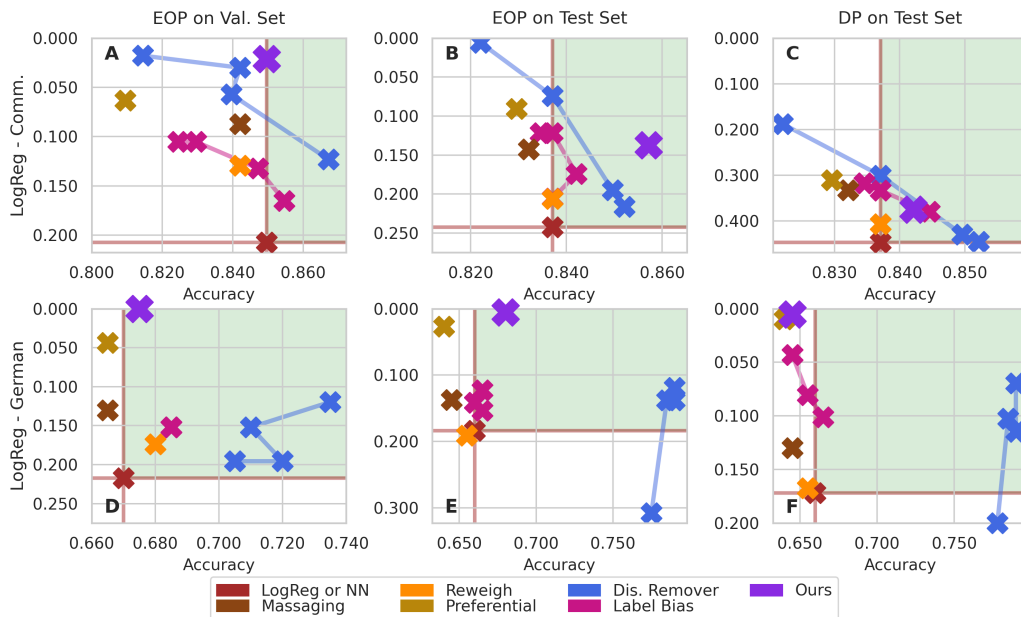 EOP on Val. Set
EOP on Test Set
DP on Test Set
LogReg - Comm.
0.000
0.050
0.100
0.150
0.200
A
0.800
0.820
0.840
0.860
Accuracy
0.000
0.050
0.100
0.150
0.200
0.250
B
0.820
0.840
0.860
Accuracy
0.000
0.100
0.200
0.300
0.400
C
0.830
0.840
0.850
Accuracy
LogReg - German
0.000
0.050
0.100
0.150
0.200
0.250
D
0.660
0.680
0.700
0.720
0.740
Accuracy
0.000
0.100
0.200
0.300
E
0.650
0.700
0.750
Accuracy
0.000
0.050
0.100
0.150
0.200
F
0.650
0.700
0.750
Accuracy
LogReg or NN
Massaging
Reweigh
Preferential
Dis. Remover
Label Bias
Ours